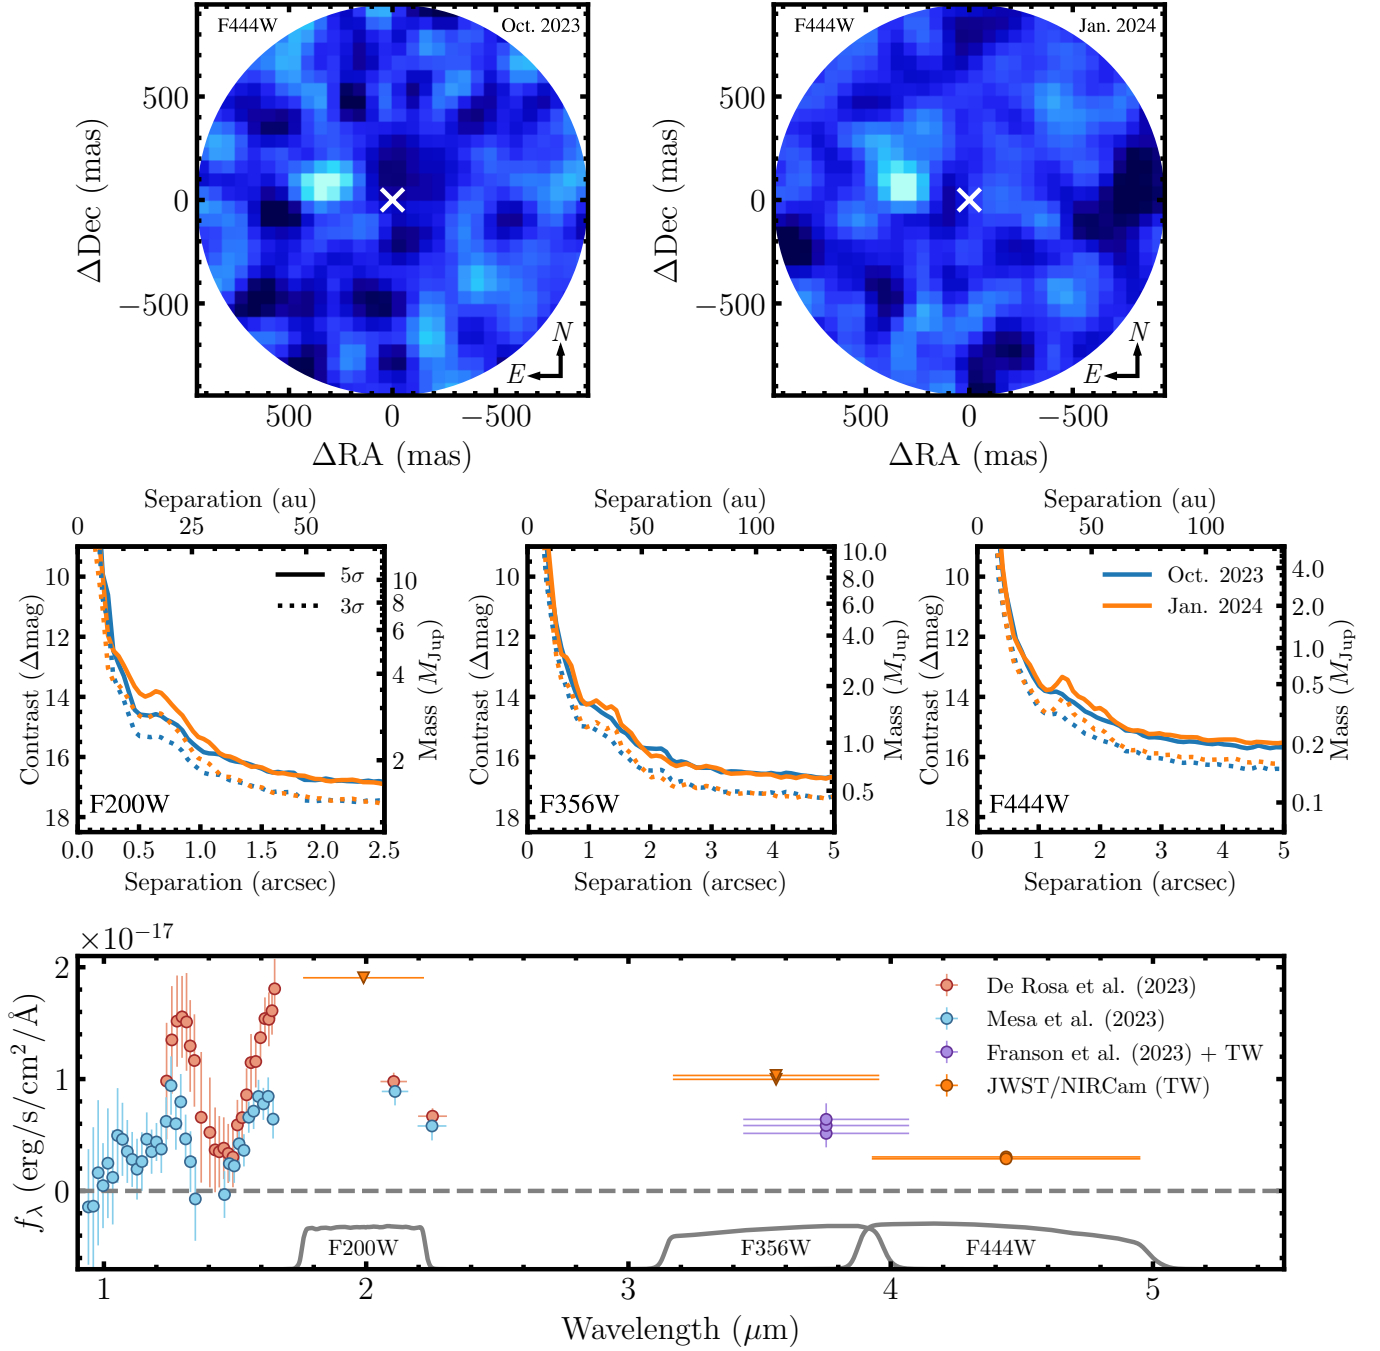 F444W Oct. 2023
F444W Jan. 2024
500
0
−500
ΔDec (mas)
N
E
500 0 −500
ΔRA (mas)
500
0
−500
ΔDec (mas)
N
E
500 0 −500
ΔRA (mas)
Separation (au)
0 25 50
10
12
14
16
18
Contrast (Δmag)
5σ
3σ
F200W
10
8
6
4
2
Mass (M_Jup)
0.0 0.5 1.0 1.5 2.0 2.5
Separation (arcsec)
Separation (au)
0 50 100
10
12
14
16
18
Contrast (Δmag)
F356W
10.0
8.0
6.0
4.0
2.0
1.0
0.5
Mass (M_Jup)
0 1 2 3 4 5
Separation (arcsec)
Separation (au)
0 50 100
10
12
14
16
18
Contrast (Δmag)
Oct. 2023
Jan. 2024
F444W
4.0
2.0
1.0
0.5
0.2
0.1
Mass (M_Jup)
0 1 2 3 4 5
Separation (arcsec)
×10⁻¹⁷
2
1
0
f_λ (erg/s/cm²/Å)
De Rosa et al. (2023)
Mesa et al. (2023)
Franson et al. (2023) + TW
JWST/NIRCam (TW)
F200W F356W F444W
1 2 3 4 5
Wavelength (μm)